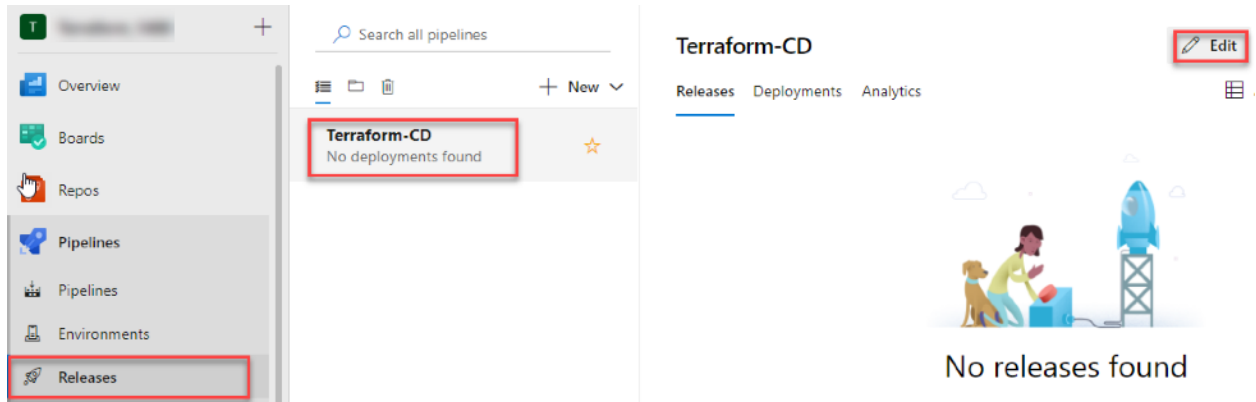 T
Overview
Boards
Repos
Pipelines
Pipelines
Environments
Releases
Search all pipelines
New
Terraform-CD
No deployments found
Terraform-CD
Edit
Releases Deployments Analytics
No releases found